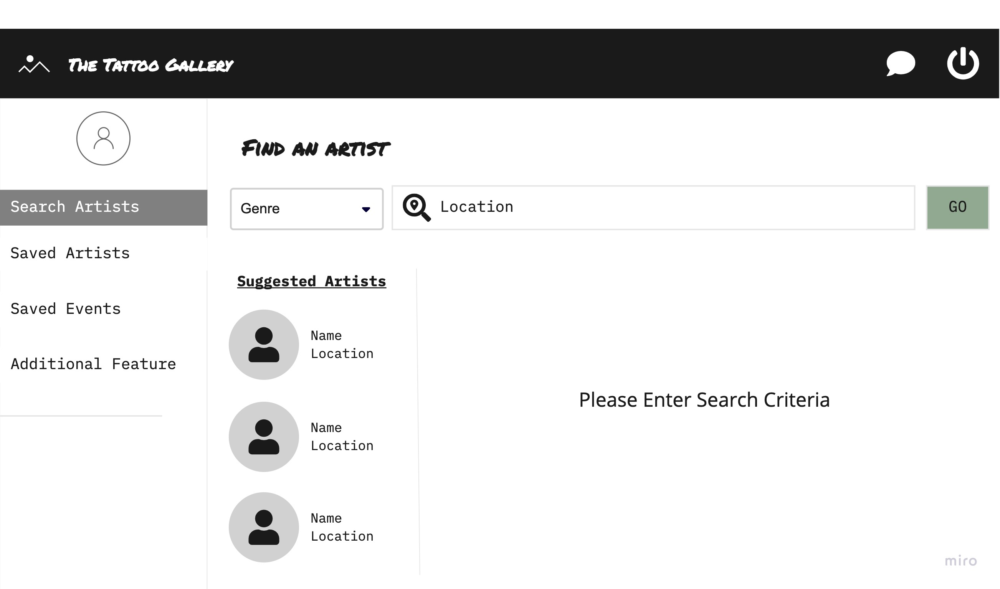 The Tattoo Gallery
Find an artist
Search Artists
Saved Artists
Saved Events
Additional Feature
Genre
Location
GO
Suggested Artists
Name
Location
Name
Location
Name
Location
Please Enter Search Criteria
miro